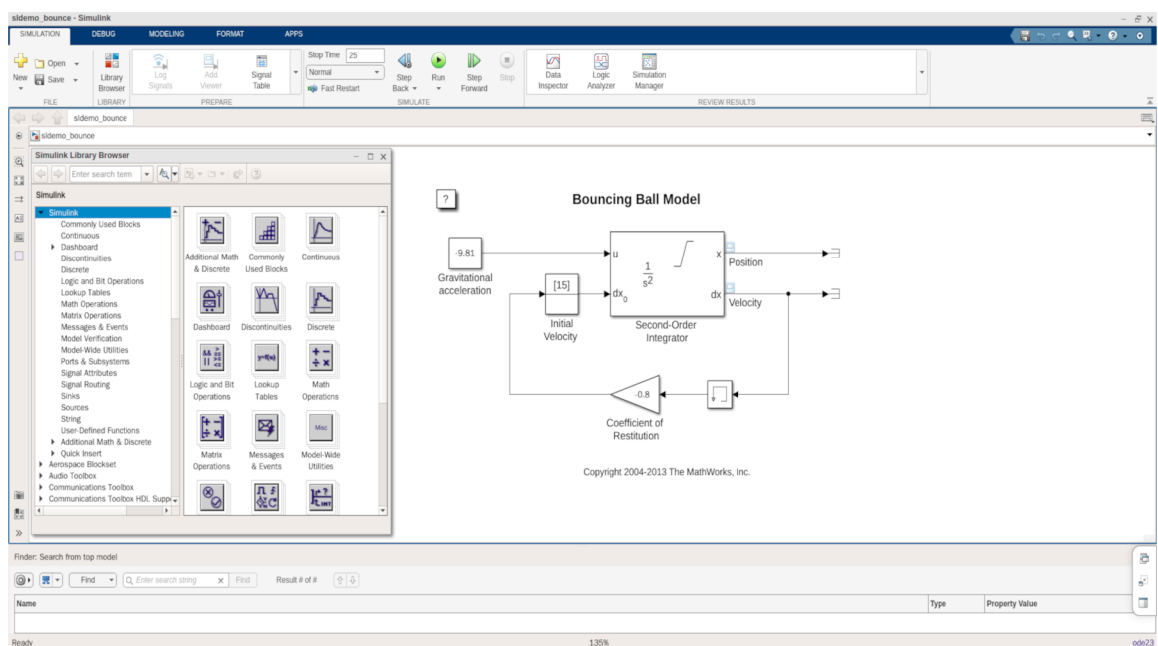 sldemo_bounce - Simulink
SIMULATION DEBUG MODELING FORMAT APPS
New
Open
Save
FILE
Library
Browser
LIBRARY
Log
Signals
Add
Viewer
Signal
Table
PREPARE
Stop Time 25
Normal
Fast Restart
Step
Back
Run
Step
Forward
Stop
SIMULATE
Data
Inspector
Logic
Analyzer
Simulation
Manager
REVIEW RESULTS
sldemo_bounce
sldemo_bounce
Simulink Library Browser
Enter search term
Simulink
Simulink
Commonly Used Blocks
Continuous
Dashboard
Discontinuities
Discrete
Logic and Bit Operations
Lookup Tables
Math Operations
Matrix Operations
Messages & Events
Model Verification
Model-Wide Utilities
Ports & Subsystems
Signal Attributes
Signal Routing
Sinks
Sources
String
User-Defined Functions
Additional Math & Discrete
Quick Insert
Aerospace Blockset
Audio Toolbox
Communications Toolbox
Communications Toolbox HDL Supp
Additional Math
& Discrete
Commonly
Used Blocks
Continuous
Dashboard
Discontinuities
Discrete
y=f(u)
Logic and Bit
Operations
Lookup
Tables
Math
Operations
Misc
Matrix
Operations
Messages
& Events
Model-Wide
Utilities
?
Bouncing Ball Model
-9.81
Gravitational
acceleration
[15]
Initial
Velocity
u
dx0
1
s2
x
dx
Second-Order
Integrator
Position
Velocity
-0.8
Coefficient of
Restitution
Copyright 2004-2013 The MathWorks, Inc.
Finder: Search from top model
Find
Enter search string
Find
Result # of #
Name Type Property Value
Ready 135% ode23